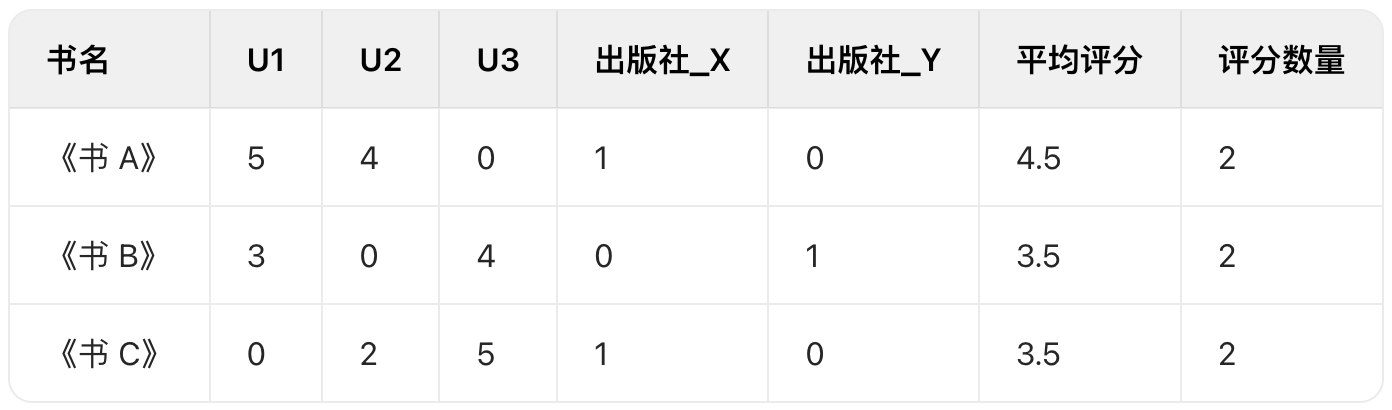 书名 U1 U2 U3 出版社_X 出版社_Y 平均评分 评分数量
《书 A》 5 4 0 1 0 4.5 2
《书 B》 3 0 4 0 1 3.5 2
《书 C》 0 2 5 1 0 3.5 2